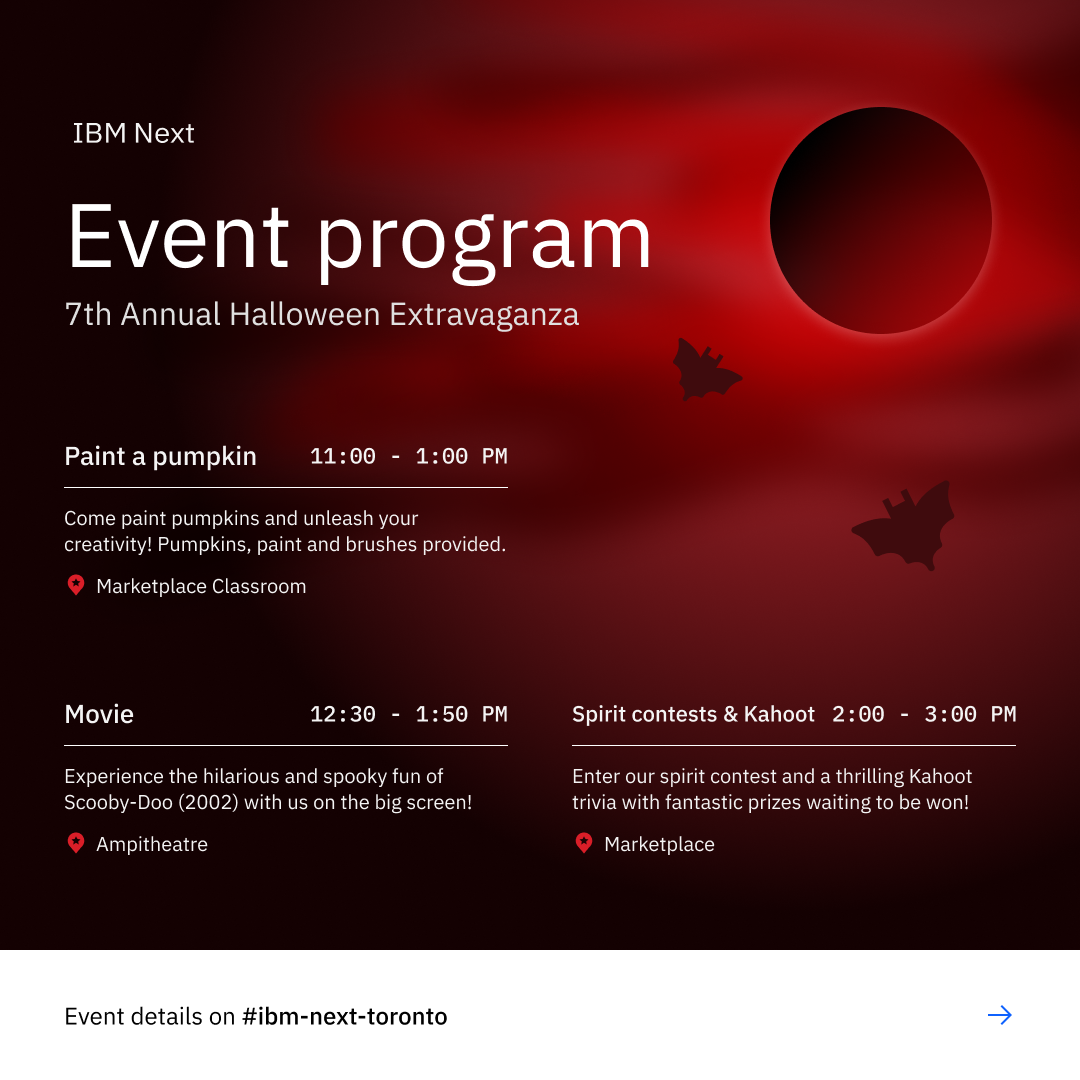 IBM Next
Event program
7th Annual Halloween Extravaganza
Paint a pumpkin 11:00 - 1:00 PM
Come paint pumpkins and unleash your
creativity! Pumpkins, paint and brushes provided.
Marketplace Classroom
Movie 12:30 - 1:50 PM
Experience the hilarious and spooky fun of
Scooby-Doo (2002) with us on the big screen!
Ampitheatre
Spirit contests & Kahoot 2:00 - 3:00 PM
Enter our spirit contest and a thrilling Kahoot
trivia with fantastic prizes waiting to be won!
Marketplace
Event details on #ibm-next-toronto